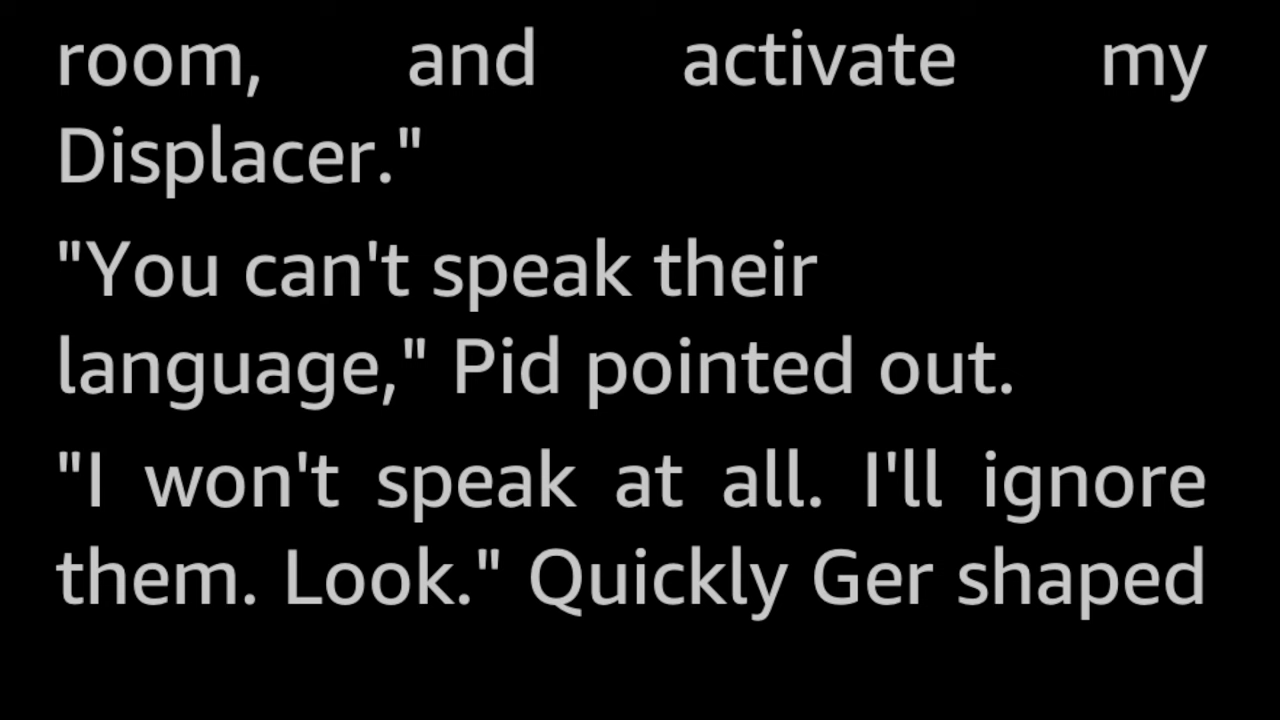 room, and activate my
Displacer."
"You can't speak their
language," Pid pointed out.
"I won't speak at all. I'll ignore
them. Look." Quickly Ger shaped